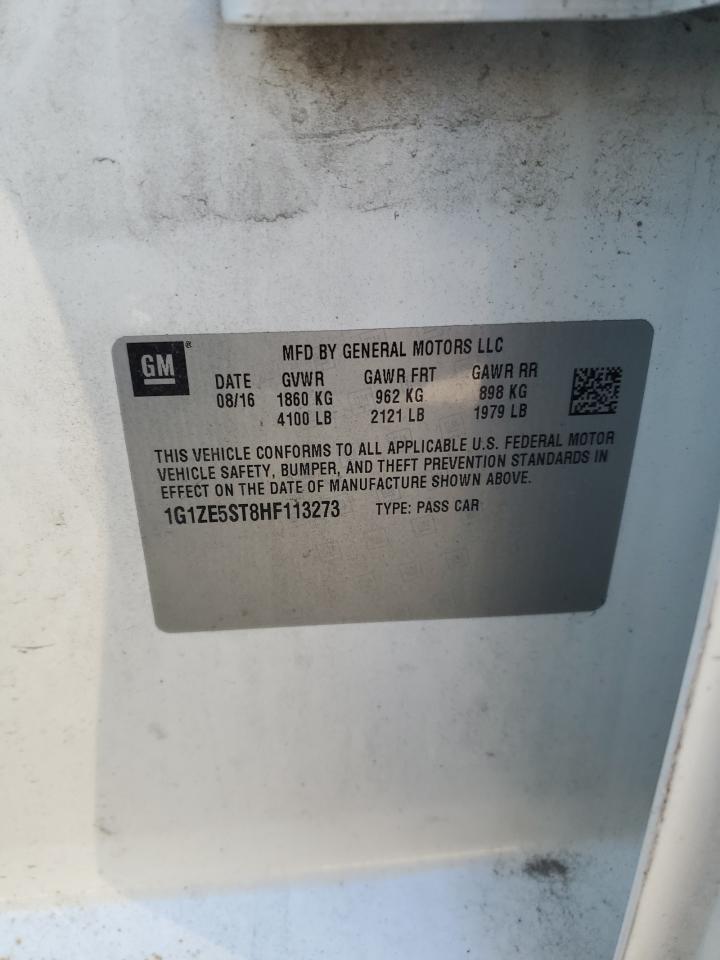 GM ®
MFD BY GENERAL MOTORS LLC
DATE GVWR GAWR FRT GAWR RR
08/16 1860 KG 962 KG 898 KG
4100 LB 2121 LB 1979 LB
THIS VEHICLE CONFORMS TO ALL APPLICABLE U.S. FEDERAL MOTOR
VEHICLE SAFETY, BUMPER, AND THEFT PREVENTION STANDARDS IN
EFFECT ON THE DATE OF MANUFACTURE SHOWN ABOVE.
1G1ZE5ST8HF113273 TYPE: PASS CAR